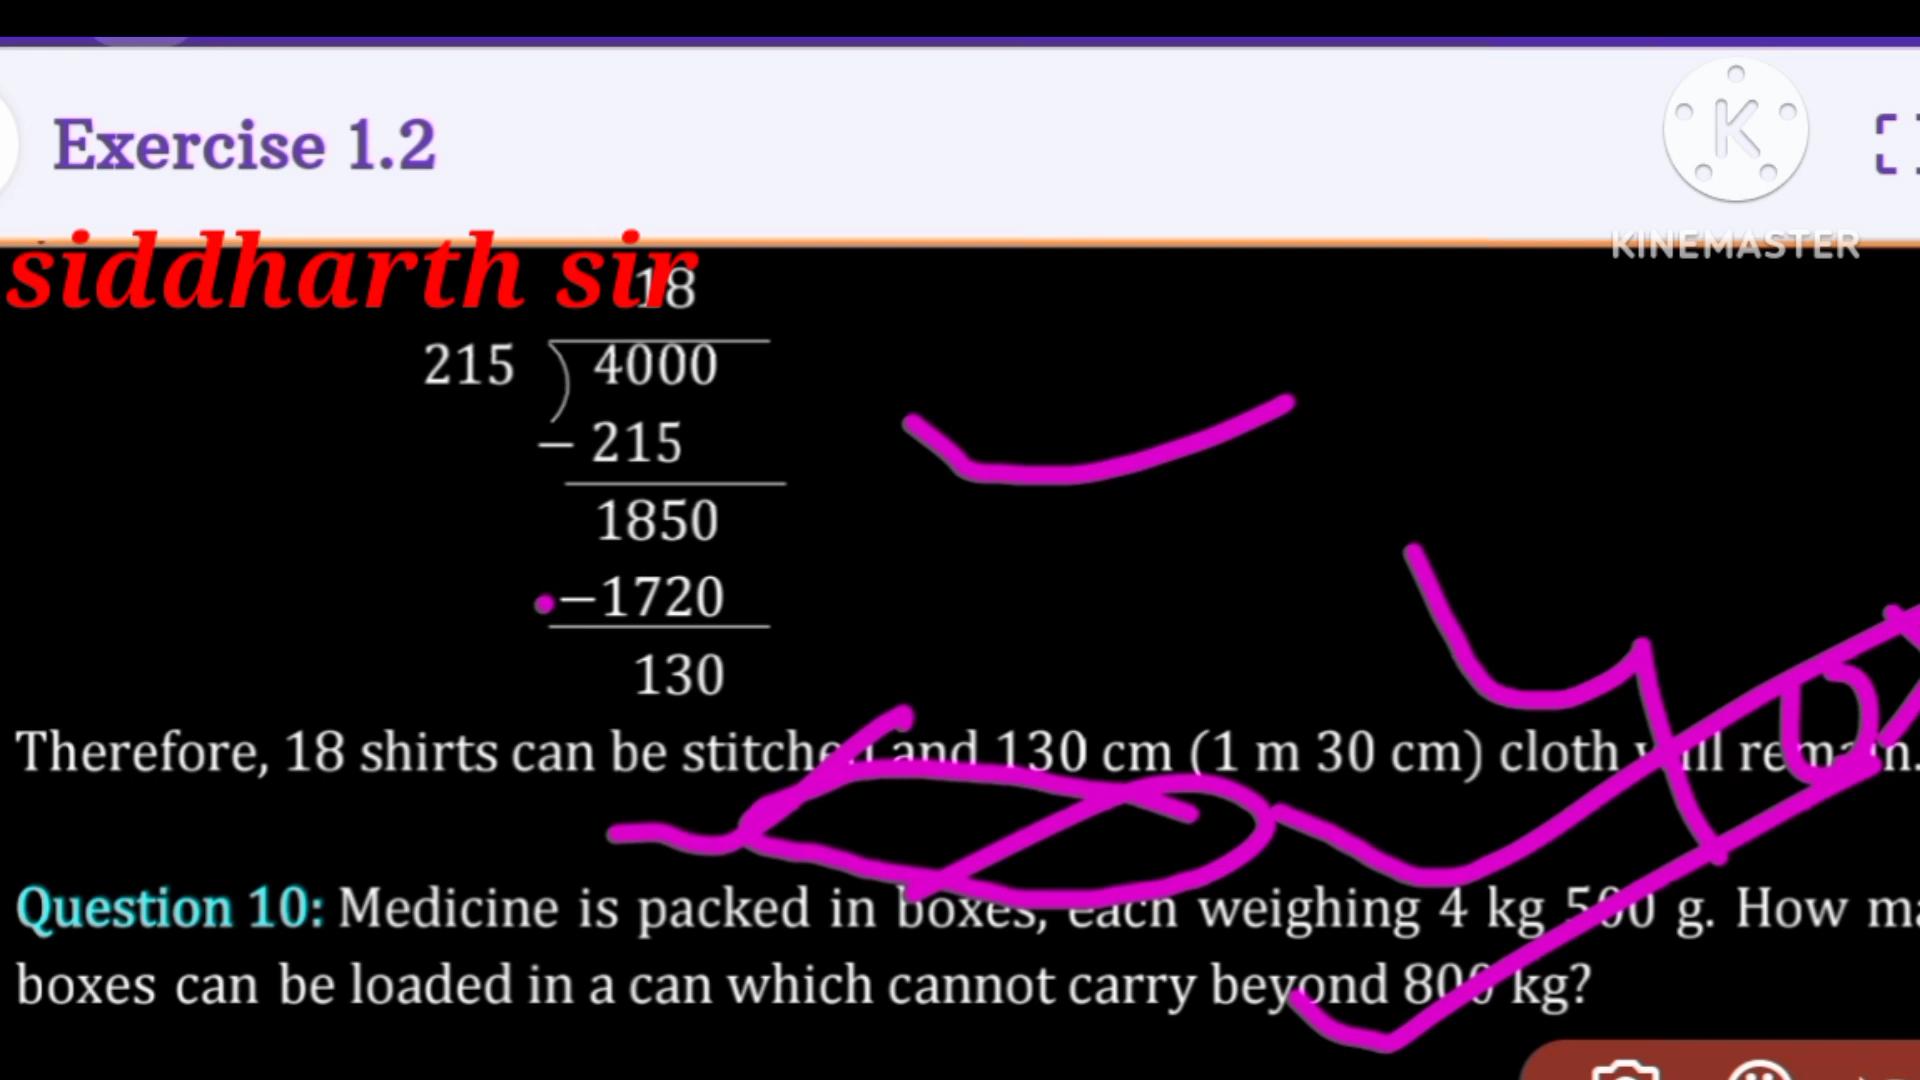 Exercise 1.2
KINEMASTER
siddharth sir
18
215 ) 4000
– 215
1850
–1720
130
Therefore, 18 shirts can be stitched and 130 cm (1 m 30 cm) cloth will remain.
Question 10: Medicine is packed in boxes, each weighing 4 kg 500 g. How
boxes can be loaded in a can which cannot carry beyond 800 kg?